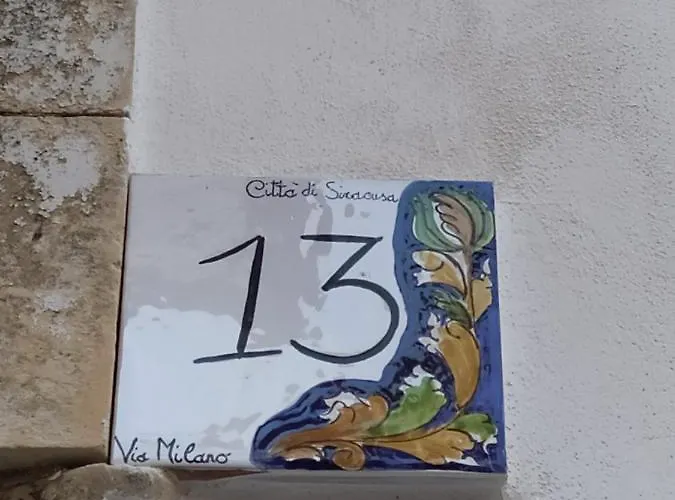 Città di Siracusa
13
Via Milano